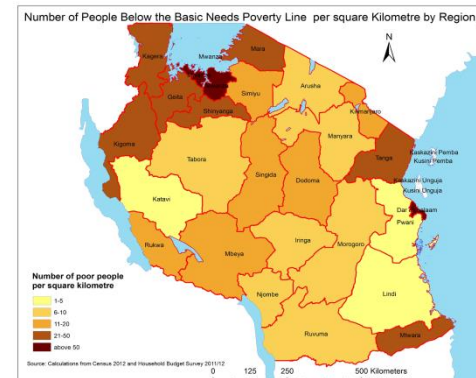 Number of People Below the Basic Needs Poverty Line per square Kilometre by Region
N
Kagera
Mwanza
Mara
Geita
Simiyu
Arusha
Shinyanga
Kilimanjaro
Kigoma
Manyara
Tabora
Tanga
Kaskazini Pemba
Kusini Pemba
Singida
Dodoma
Kaskazini Unguja
Kusini Unguja
Katavi
Dar es Salaam
Pwani
Rukwa
Mbeya
Iringa
Morogoro
Njombe
Lindi
Ruvuma
Mtwara
Number of poor people
per square kilometre
1-5
6-10
11-20
21-50
above 50
Source: Calculations from Census 2012 and Household Budget Survey 2011/12
0 125 250 500 Kilometers